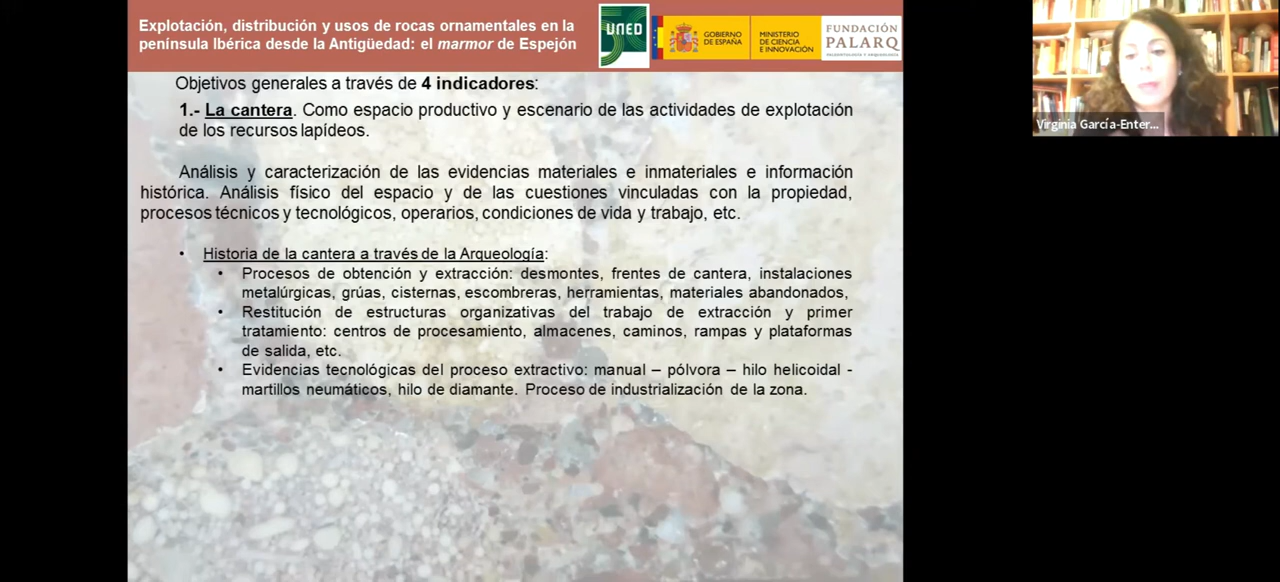 Explotación, distribución y usos de rocas ornamentales en la
península Ibérica desde la Antigüedad: el marmor de Espejón
UNED
GOBIERNO
DE ESPAÑA
MINISTERIO
DE CIENCIA
E INNOVACIÓN
FUNDACIÓN
PALARQ
Objetivos generales a través de 4 indicadores:
1.- La cantera. Como espacio productivo y escenario de las actividades de explotación
de los recursos lapídeos.
Análisis y caracterización de las evidencias materiales e inmateriales e información
histórica. Análisis físico del espacio y de las cuestiones vinculadas con la propiedad,
procesos técnicos y tecnológicos, operarios, condiciones de vida y trabajo, etc.
• Historia de la cantera a través de la Arqueología:
• Procesos de obtención y extracción: desmontes, frentes de cantera, instalaciones
metalúrgicas, grúas, cisternas, escombreras, herramientas, materiales abandonados,
• Restitución de estructuras organizativas del trabajo de extracción y primer
tratamiento: centros de procesamiento, almacenes, caminos, rampas y plataformas
de salida, etc.
• Evidencias tecnológicas del proceso extractivo: manual – pólvora – hilo helicoidal -
martillos neumáticos, hilo de diamante. Proceso de industrialización de la zona.
Virginia García-Enter...